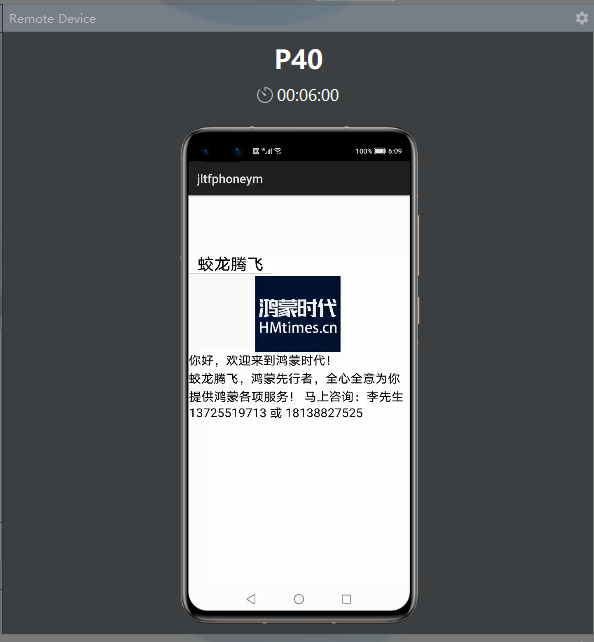 Remote Device
P40
00:06:00
100% 6:09
jltfphoneym
蛟龙腾飞
鸿蒙时代
HMtimes.cn
你好，欢迎来到鸿蒙时代！
蛟龙腾飞，鸿蒙先行者，全心全意为你
提供鸿蒙各项服务！ 马上咨询：李先生
13725519713 或 18138827525